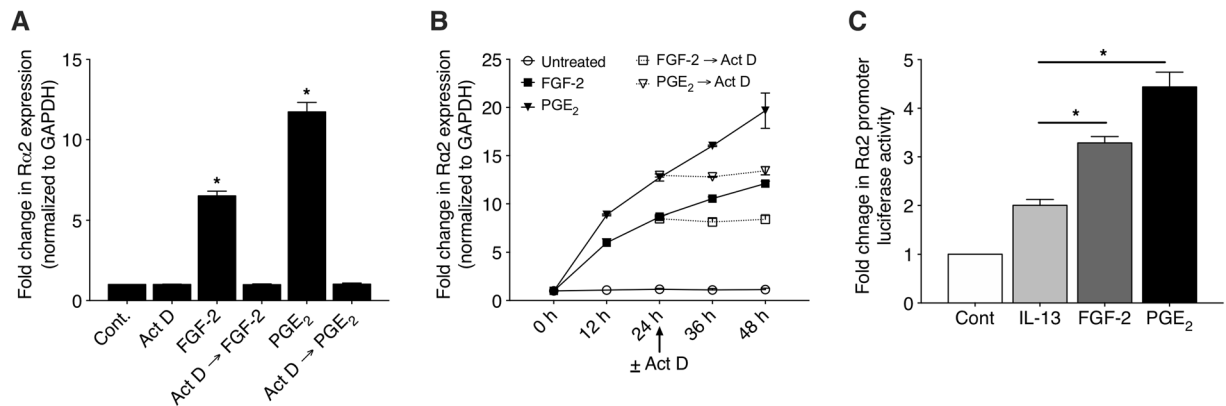 A
Fold change in Rα2 expression
(normalized to GAPDH)
15
10
5
0
*
*
Cont.
Act D
FGF-2
Act D → FGF-2
PGE2
Act D → PGE2
B
Fold change in Rα2 expression
(normalized to GAPDH)
25
20
15
10
5
0
Untreated
FGF-2
PGE2
FGF-2 → Act D
PGE2 → Act D
0 h
12 h
24 h
36 h
48 h
± Act D
C
Fold chnage in Rα2 promoter
luciferase activity
5
4
3
2
1
0
*
*
Cont
IL-13
FGF-2
PGE2